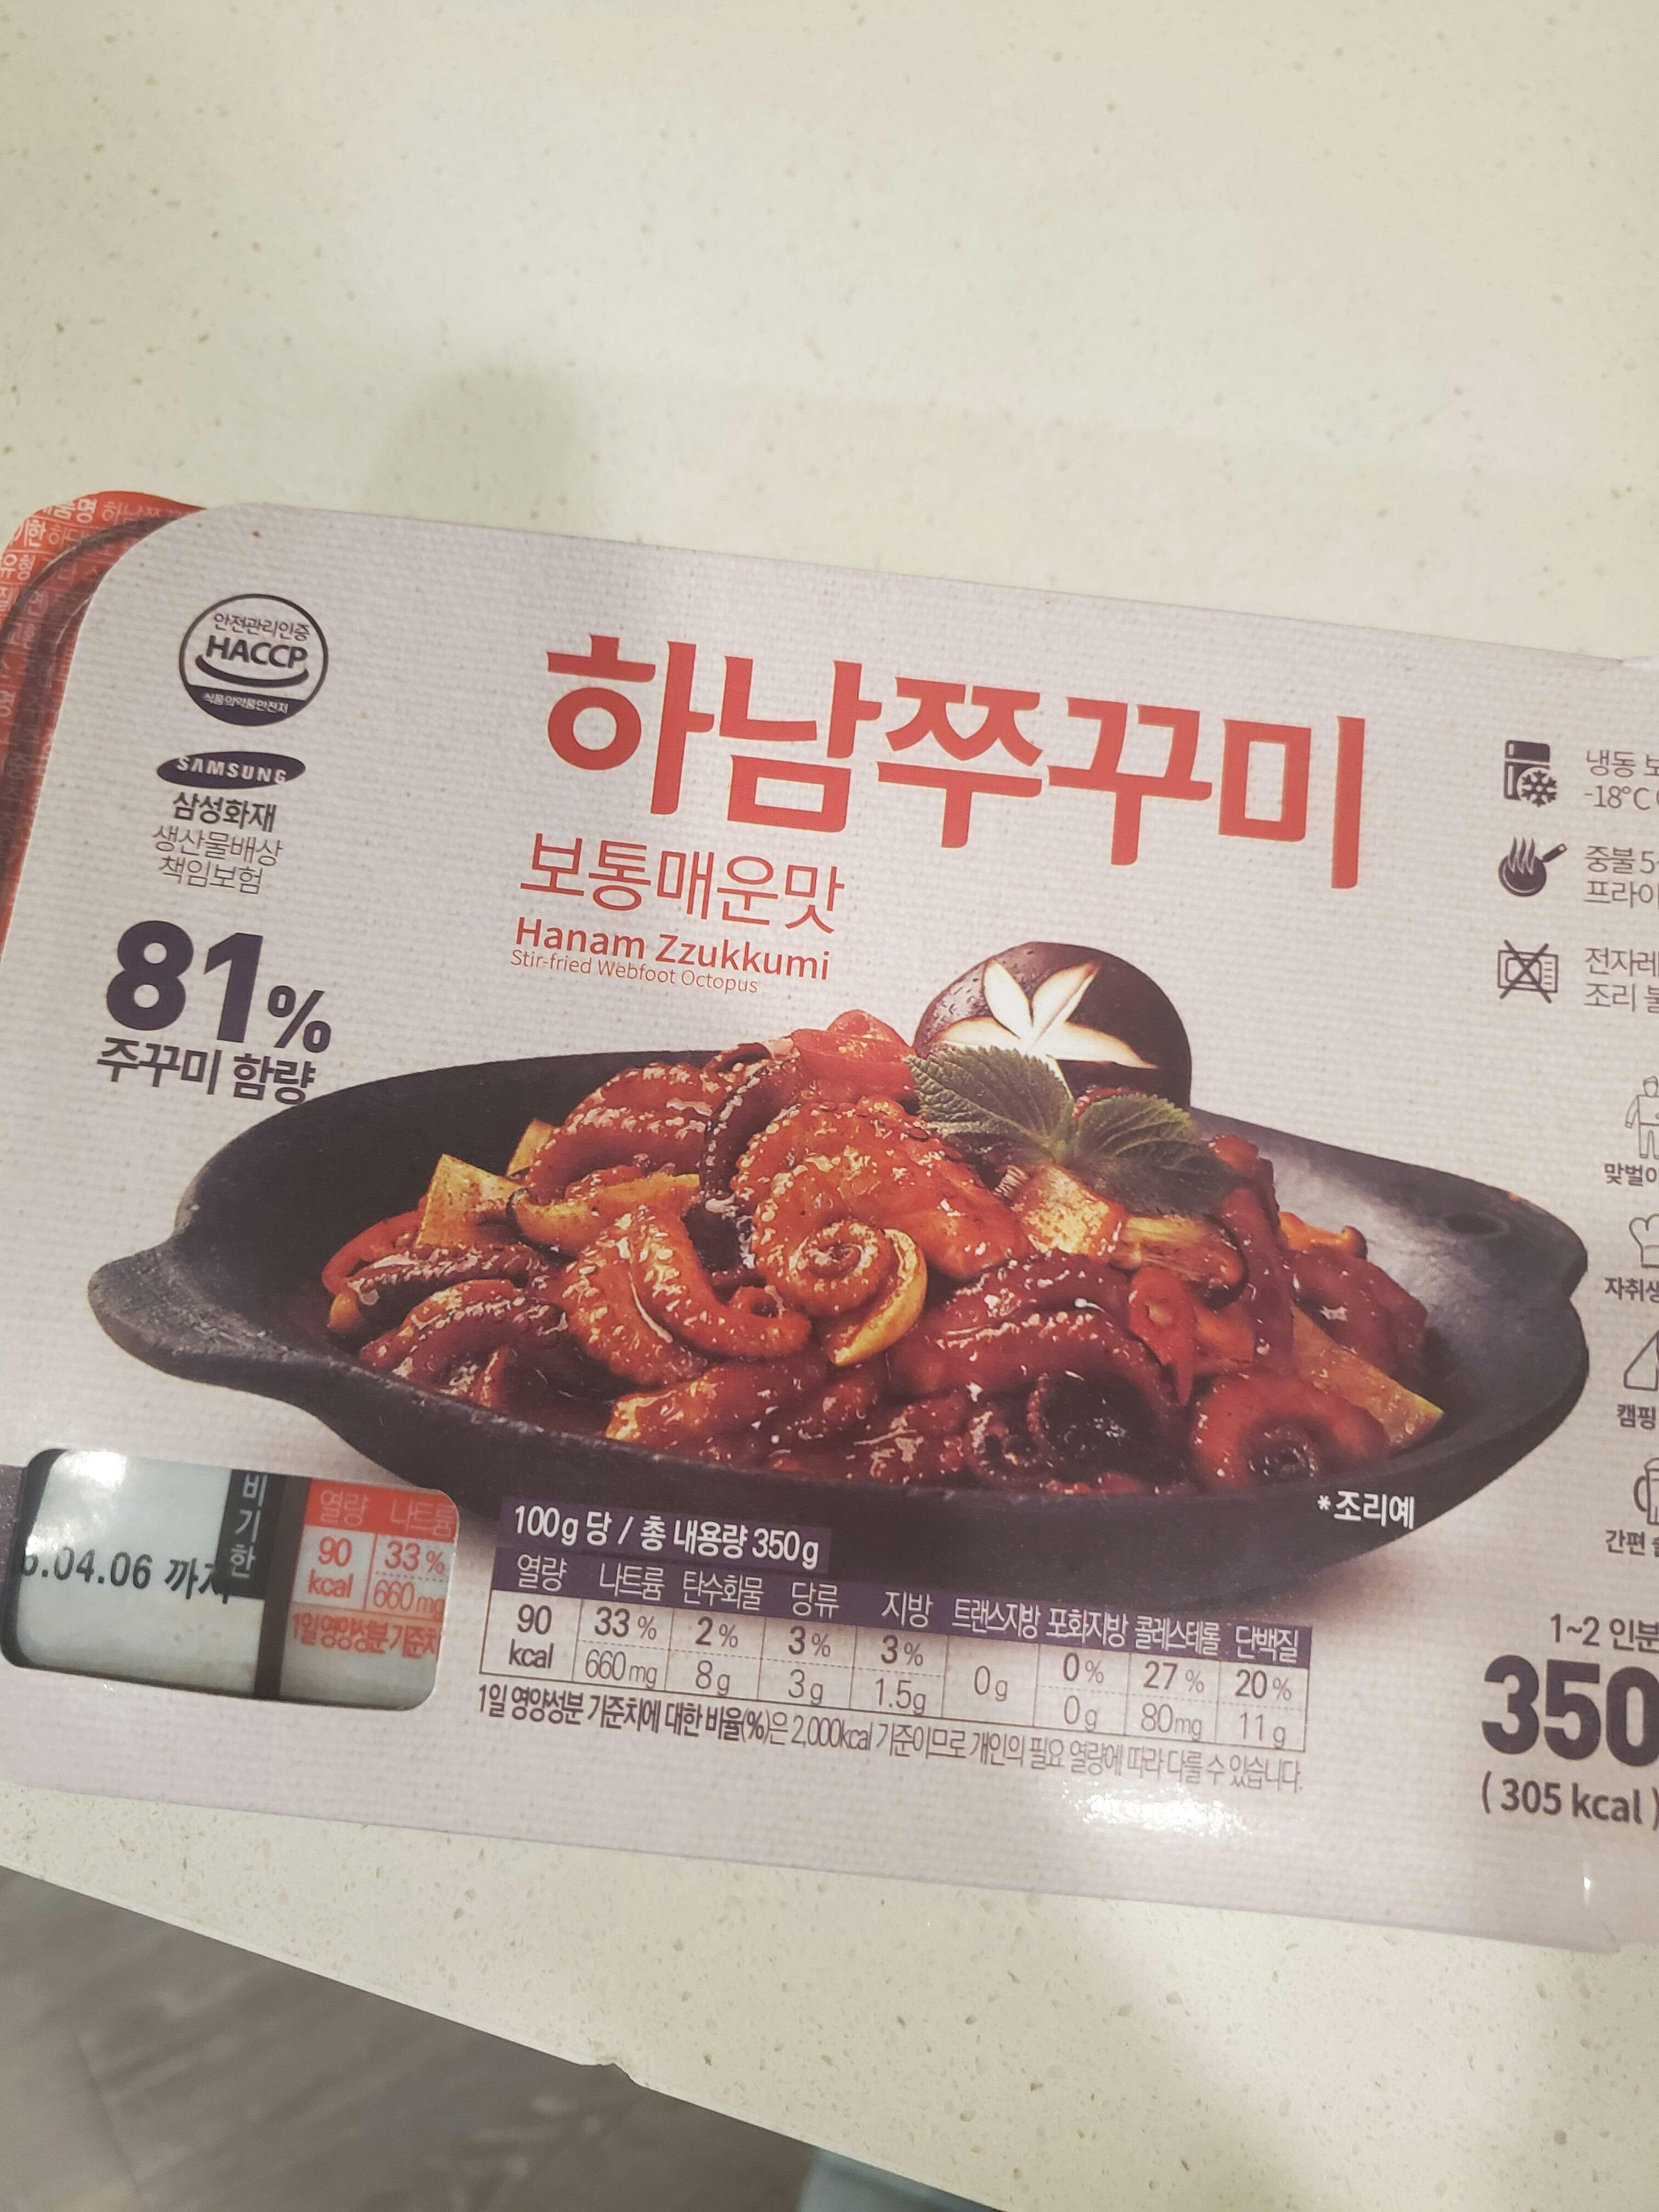 안전관리인증
HACCP
식품의약품안전처
SAMSUNG
삼성화재
생산물배상
책임보험
81%
주꾸미 함량
하남쭈꾸미
보통매운맛
Hanam Zzukkumi
Stir-fried Webfoot Octopus
냉동
-18°C
중불 5
프라이
전자레
조리
맞벌이
자취생
캠핑
간편
*조리예
.04.06 까지
열량 나트륨
90 33%
kcal 660mg
1일영양성분기준치
100g 당 / 총 내용량 350g
열량 나트륨 탄수화물 당류 지방 트랜스지방 포화지방 콜레스테롤 단백질
90 33% 2% 3% 3% 0g 0% 27% 20%
kcal 660mg 8g 3g 1.5g 0g 80mg 11g
1일 영양성분 기준치에 대한 비율(%)은 2,000kcal 기준이므로 개인의 필요 열량에 따라 다를 수 있습니다.
1~2 인분
350
(305 kcal)